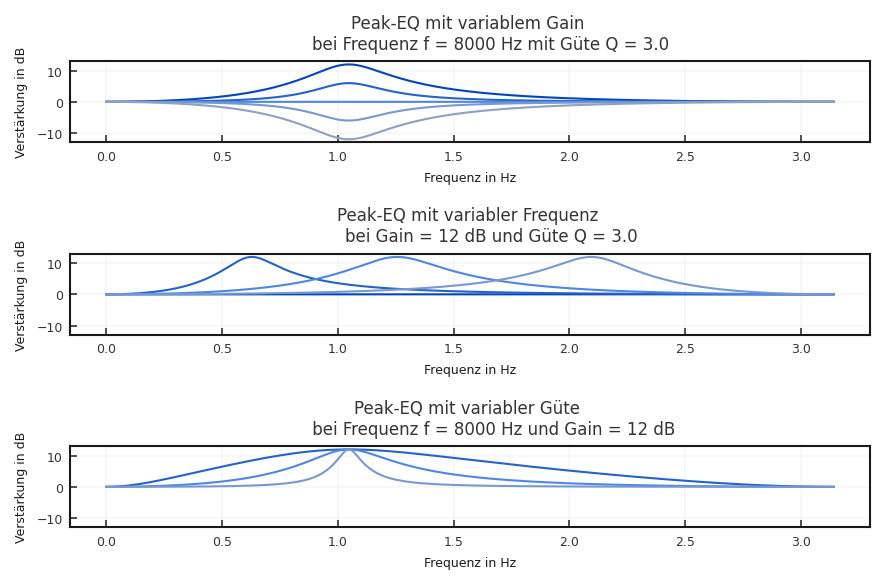 Peak-EQ mit variablem Gain
bei Frequenz f = 8000 Hz mit Güte Q = 3.0
Verstärkung in dB
10
0
−10
0.0 0.5 1.0 1.5 2.0 2.5 3.0
Frequenz in Hz
Peak-EQ mit variabler Frequenz
bei Gain = 12 dB und Güte Q = 3.0
Verstärkung in dB
10
0
−10
0.0 0.5 1.0 1.5 2.0 2.5 3.0
Frequenz in Hz
Peak-EQ mit variabler Güte
bei Frequenz f = 8000 Hz und Gain = 12 dB
Verstärkung in dB
10
0
−10
0.0 0.5 1.0 1.5 2.0 2.5 3.0
Frequenz in Hz